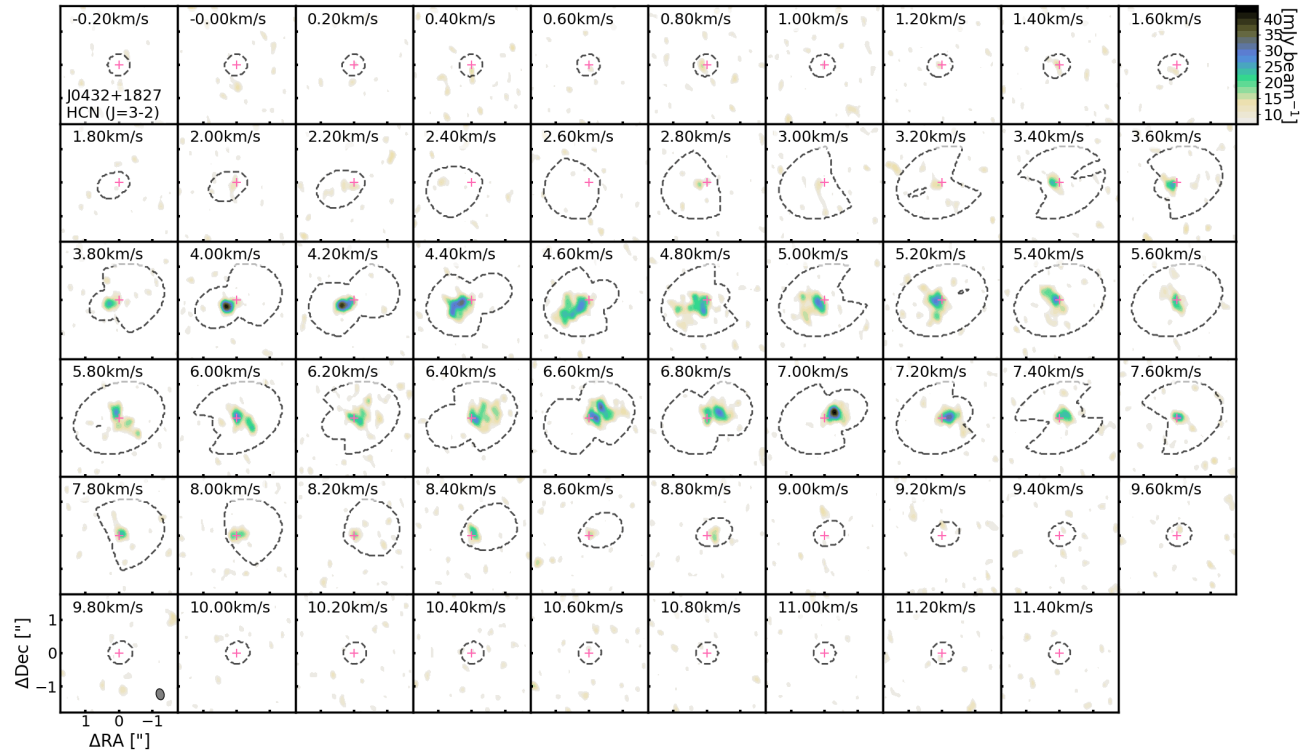 -0.20km/s -0.00km/s 0.20km/s 0.40km/s 0.60km/s 0.80km/s 1.00km/s 1.20km/s 1.40km/s 1.60km/s
J0432+1827
HCN (J=3-2)
40
35
30
25
20
15
10
[mJy beam⁻¹]
1.80km/s 2.00km/s 2.20km/s 2.40km/s 2.60km/s 2.80km/s 3.00km/s 3.20km/s 3.40km/s 3.60km/s
3.80km/s 4.00km/s 4.20km/s 4.40km/s 4.60km/s 4.80km/s 5.00km/s 5.20km/s 5.40km/s 5.60km/s
5.80km/s 6.00km/s 6.20km/s 6.40km/s 6.60km/s 6.80km/s 7.00km/s 7.20km/s 7.40km/s 7.60km/s
7.80km/s 8.00km/s 8.20km/s 8.40km/s 8.60km/s 8.80km/s 9.00km/s 9.20km/s 9.40km/s 9.60km/s
9.80km/s 10.00km/s 10.20km/s 10.40km/s 10.60km/s 10.80km/s 11.00km/s 11.20km/s 11.40km/s
1
0
−1
ΔDec ["]
1 0 −1
ΔRA ["]